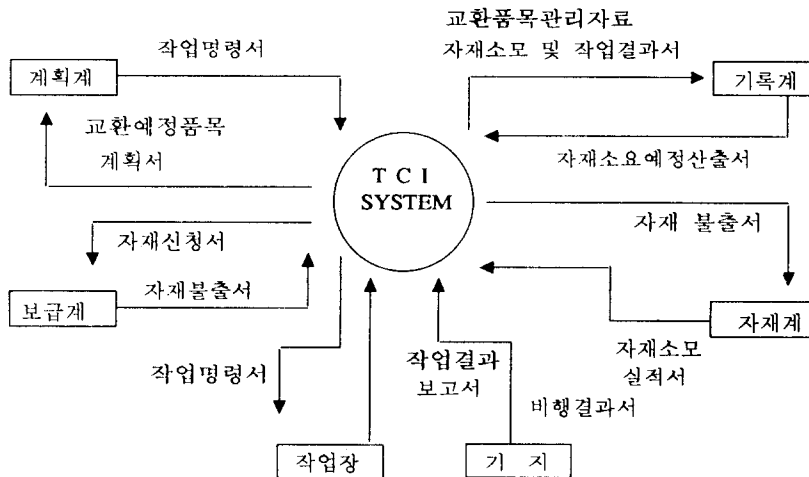 교환품목관리자료
작업명령서
자재소모 및 작업결과서
계획계
기록계
교환예정품목
계획서
자재소요예정산출서
T C I
SYSTEM
자재 불출서
자재신청서
보급계
자재불출서
자재계
작업명령서
작업결과
보고서
자재소모
실적서
비행결과서
작업장
기 지